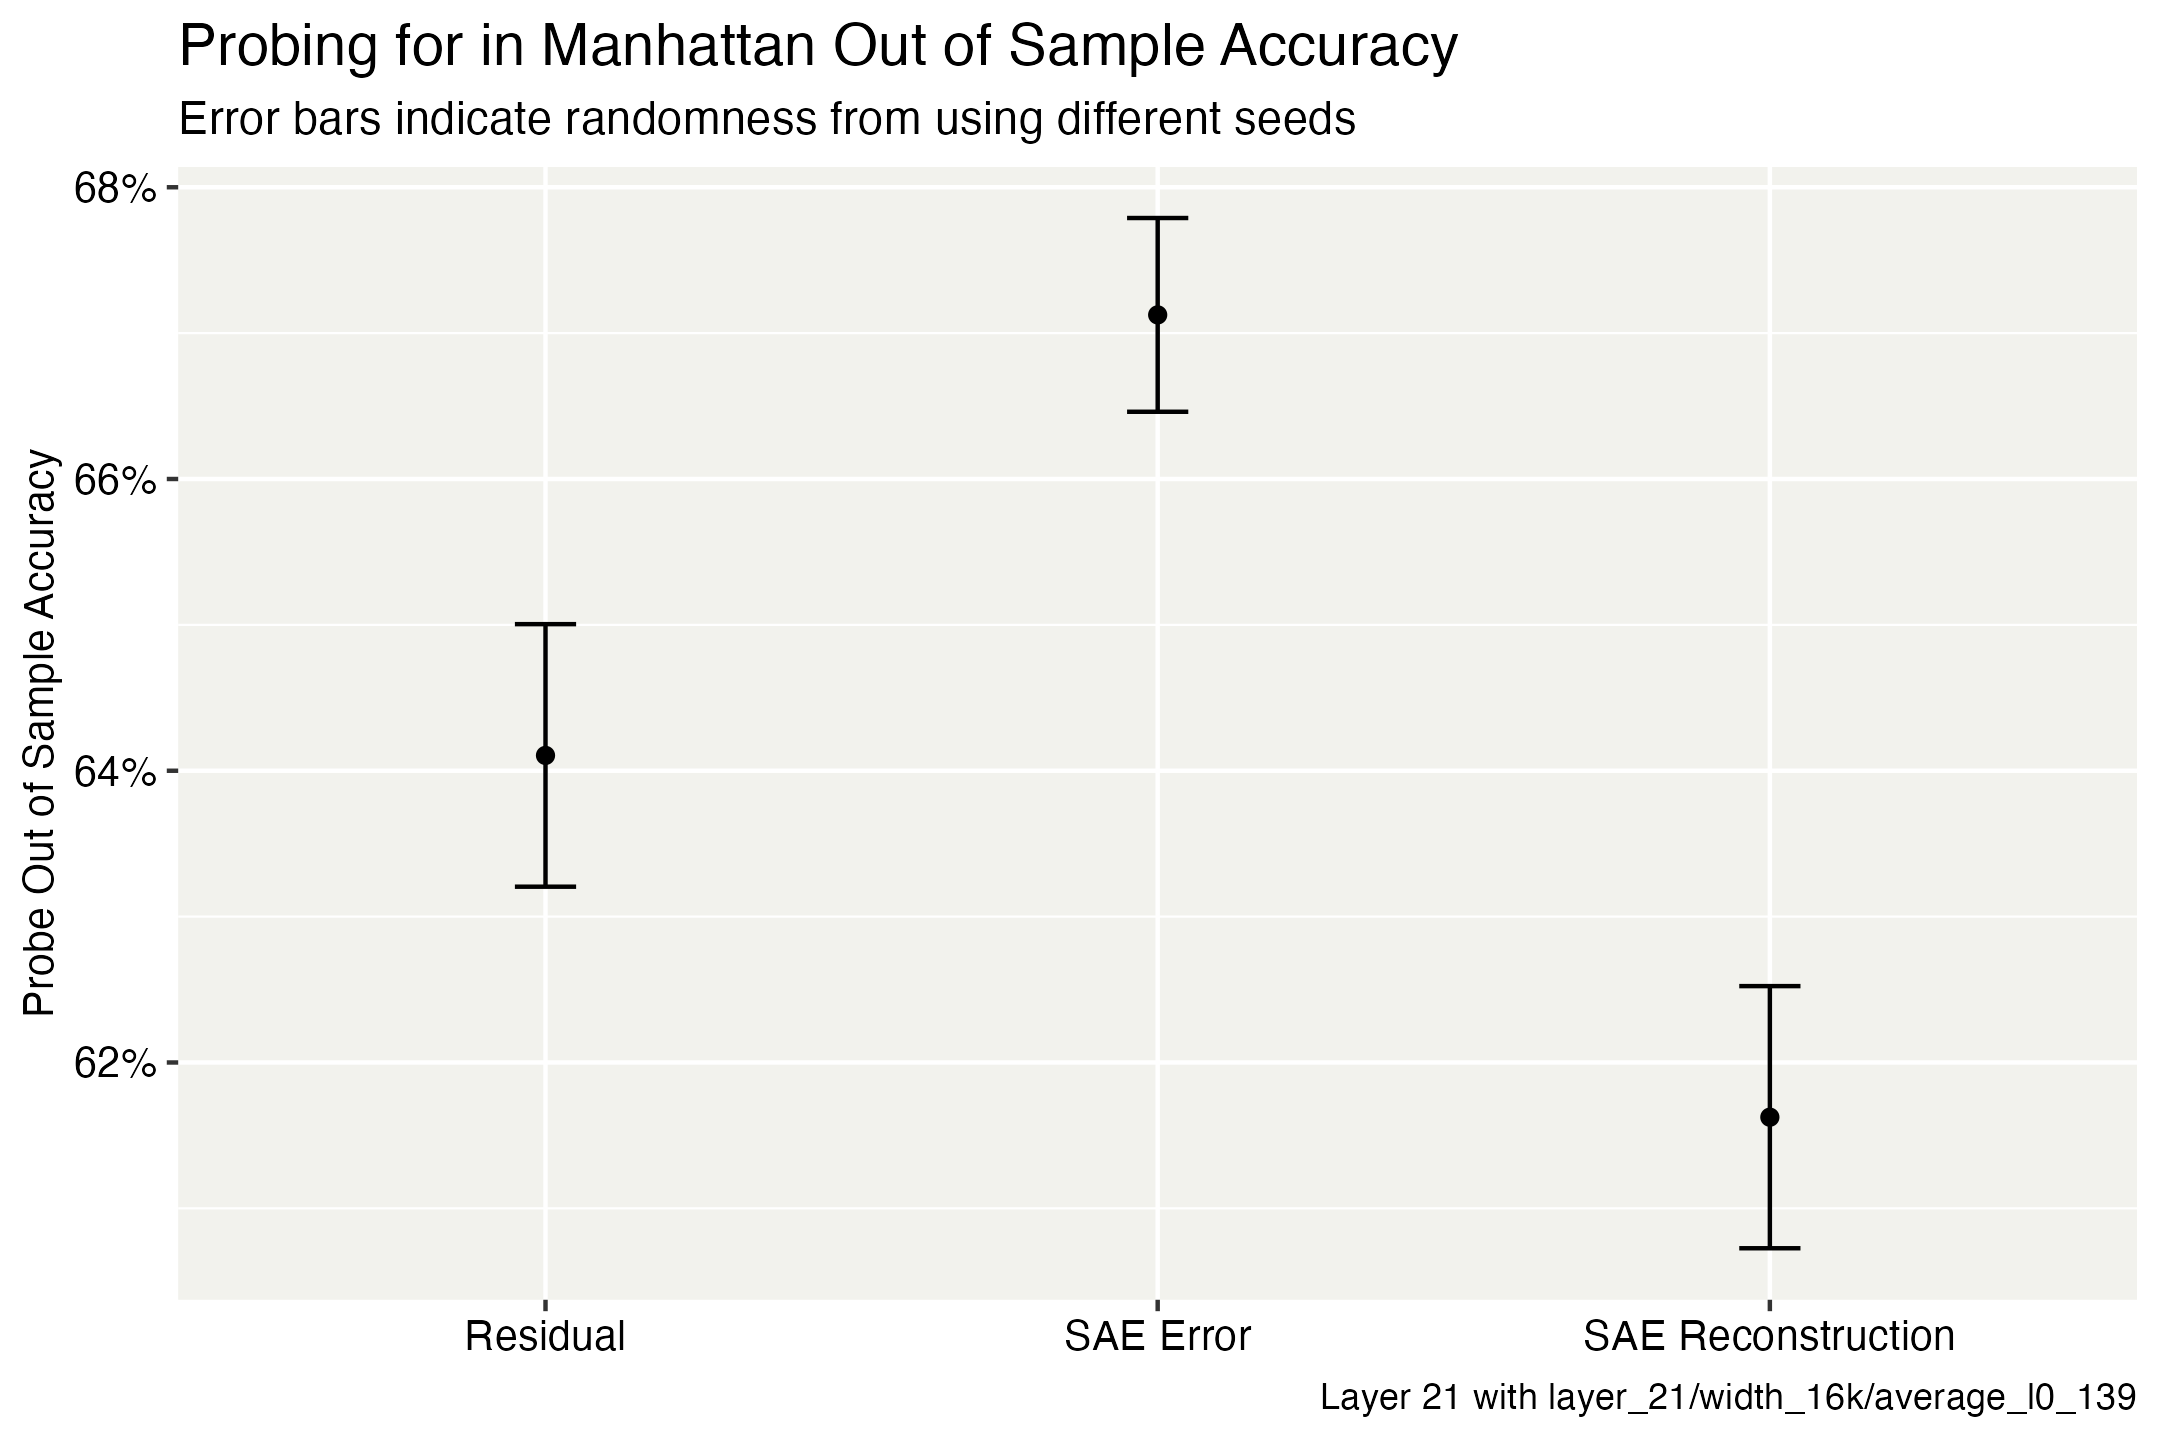 Probing for in Manhattan Out of Sample Accuracy
Error bars indicate randomness from using different seeds
Probe Out of Sample Accuracy
68%
66%
64%
62%
Residual
SAE Error
SAE Reconstruction
Layer 21 with layer_21/width_16k/average_l0_139